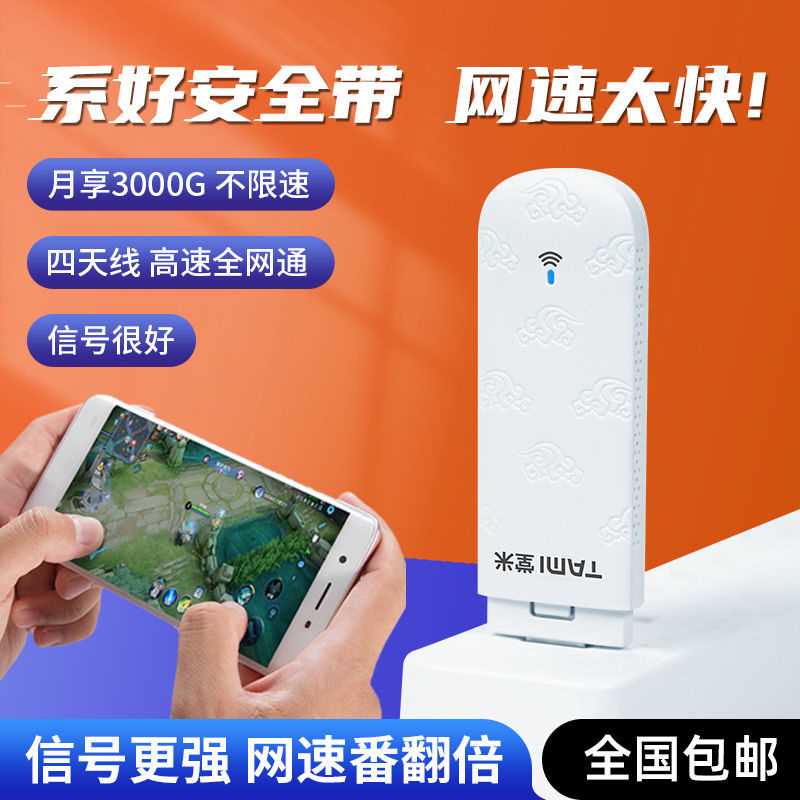 系好安全带 网速太快!
月享3000G 不限速
四天线 高速全网通
信号很好
TAMI 堂米
信号更强 网速番翻倍
全国包邮